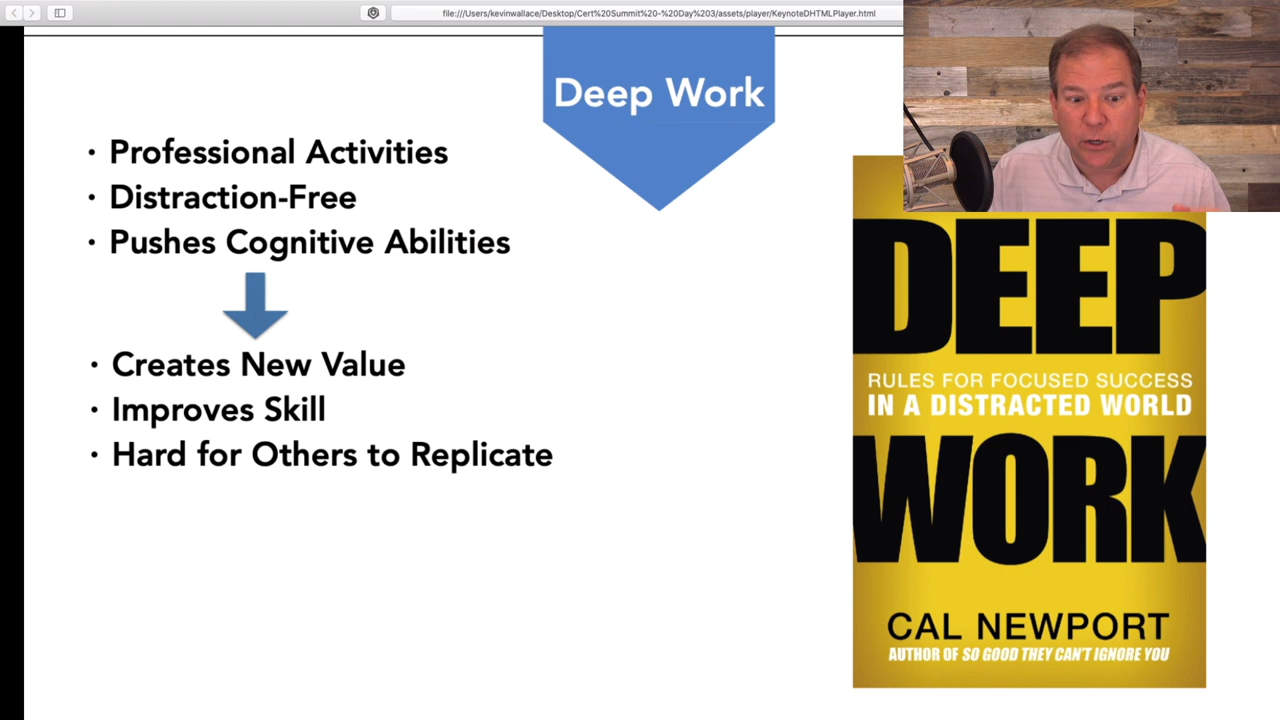 file:///Users/kevinwallace/Desktop/Cert%20Summit%20-%20Day%203/assets/player/KeynoteDHTMLPlayer.html
Deep Work
· Professional Activities
· Distraction-Free
· Pushes Cognitive Abilities
· Creates New Value
· Improves Skill
· Hard for Others to Replicate
DEEP
RULES FOR FOCUSED SUCCESS
IN A DISTRACTED WORLD
WORK
CAL NEWPORT
AUTHOR OF SO GOOD THEY CAN'T IGNORE YOU